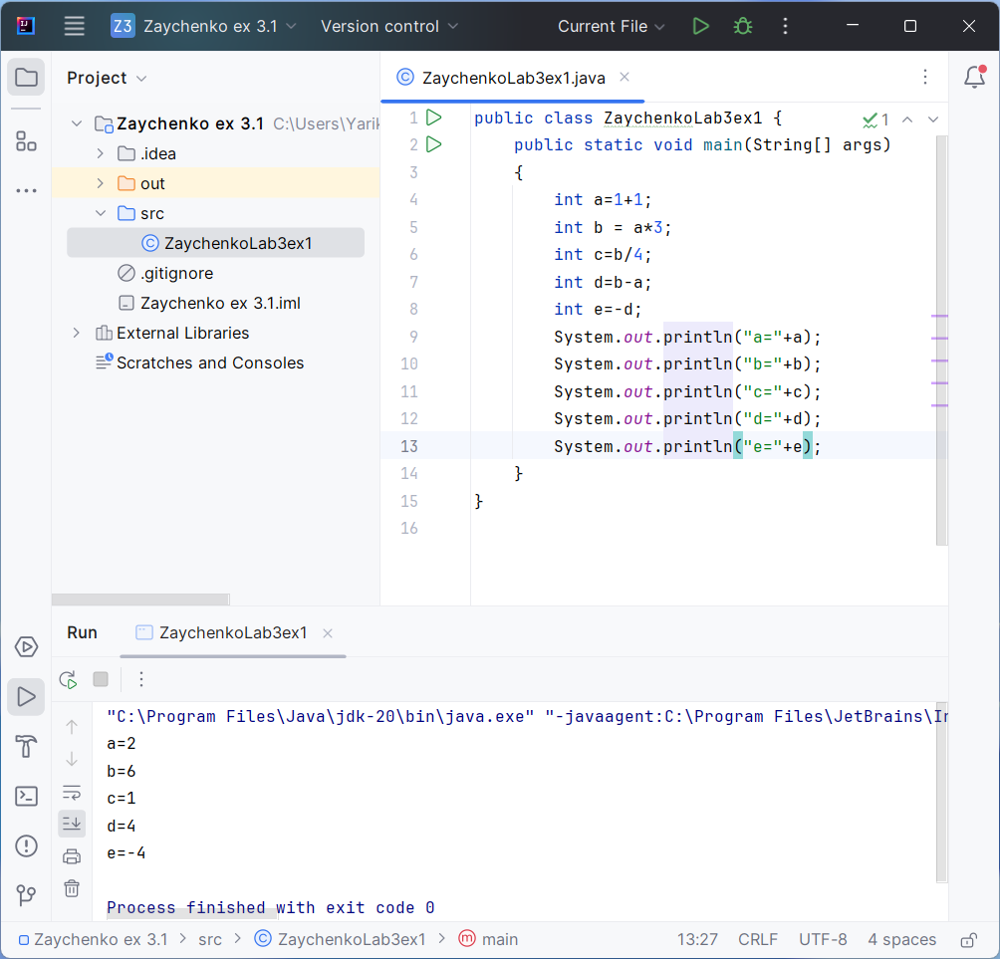 Z3 Zaychenko ex 3.1 Version control Current File
Project
Zaychenko ex 3.1 C:\Users\Yarik
.idea
out
src
ZaychenkoLab3ex1
.gitignore
Zaychenko ex 3.1.iml
External Libraries
Scratches and Consoles
ZaychenkoLab3ex1.java
1 public class ZaychenkoLab3ex1 { 1
2 public static void main(String[] args)
3 {
4 int a=1+1;
5 int b = a*3;
6 int c=b/4;
7 int d=b-a;
8 int e=-d;
9 System.out.println("a="+a);
10 System.out.println("b="+b);
11 System.out.println("c="+c);
12 System.out.println("d="+d);
13 System.out.println("e="+e);
14 }
15 }
16
Run ZaychenkoLab3ex1
"C:\Program Files\Java\jdk-20\bin\java.exe" "-javaagent:C:\Program Files\JetBrains\In
a=2
b=6
c=1
d=4
e=-4
Process finished with exit code 0
Zaychenko ex 3.1 > src > ZaychenkoLab3ex1 > main 13:27 CRLF UTF-8 4 spaces